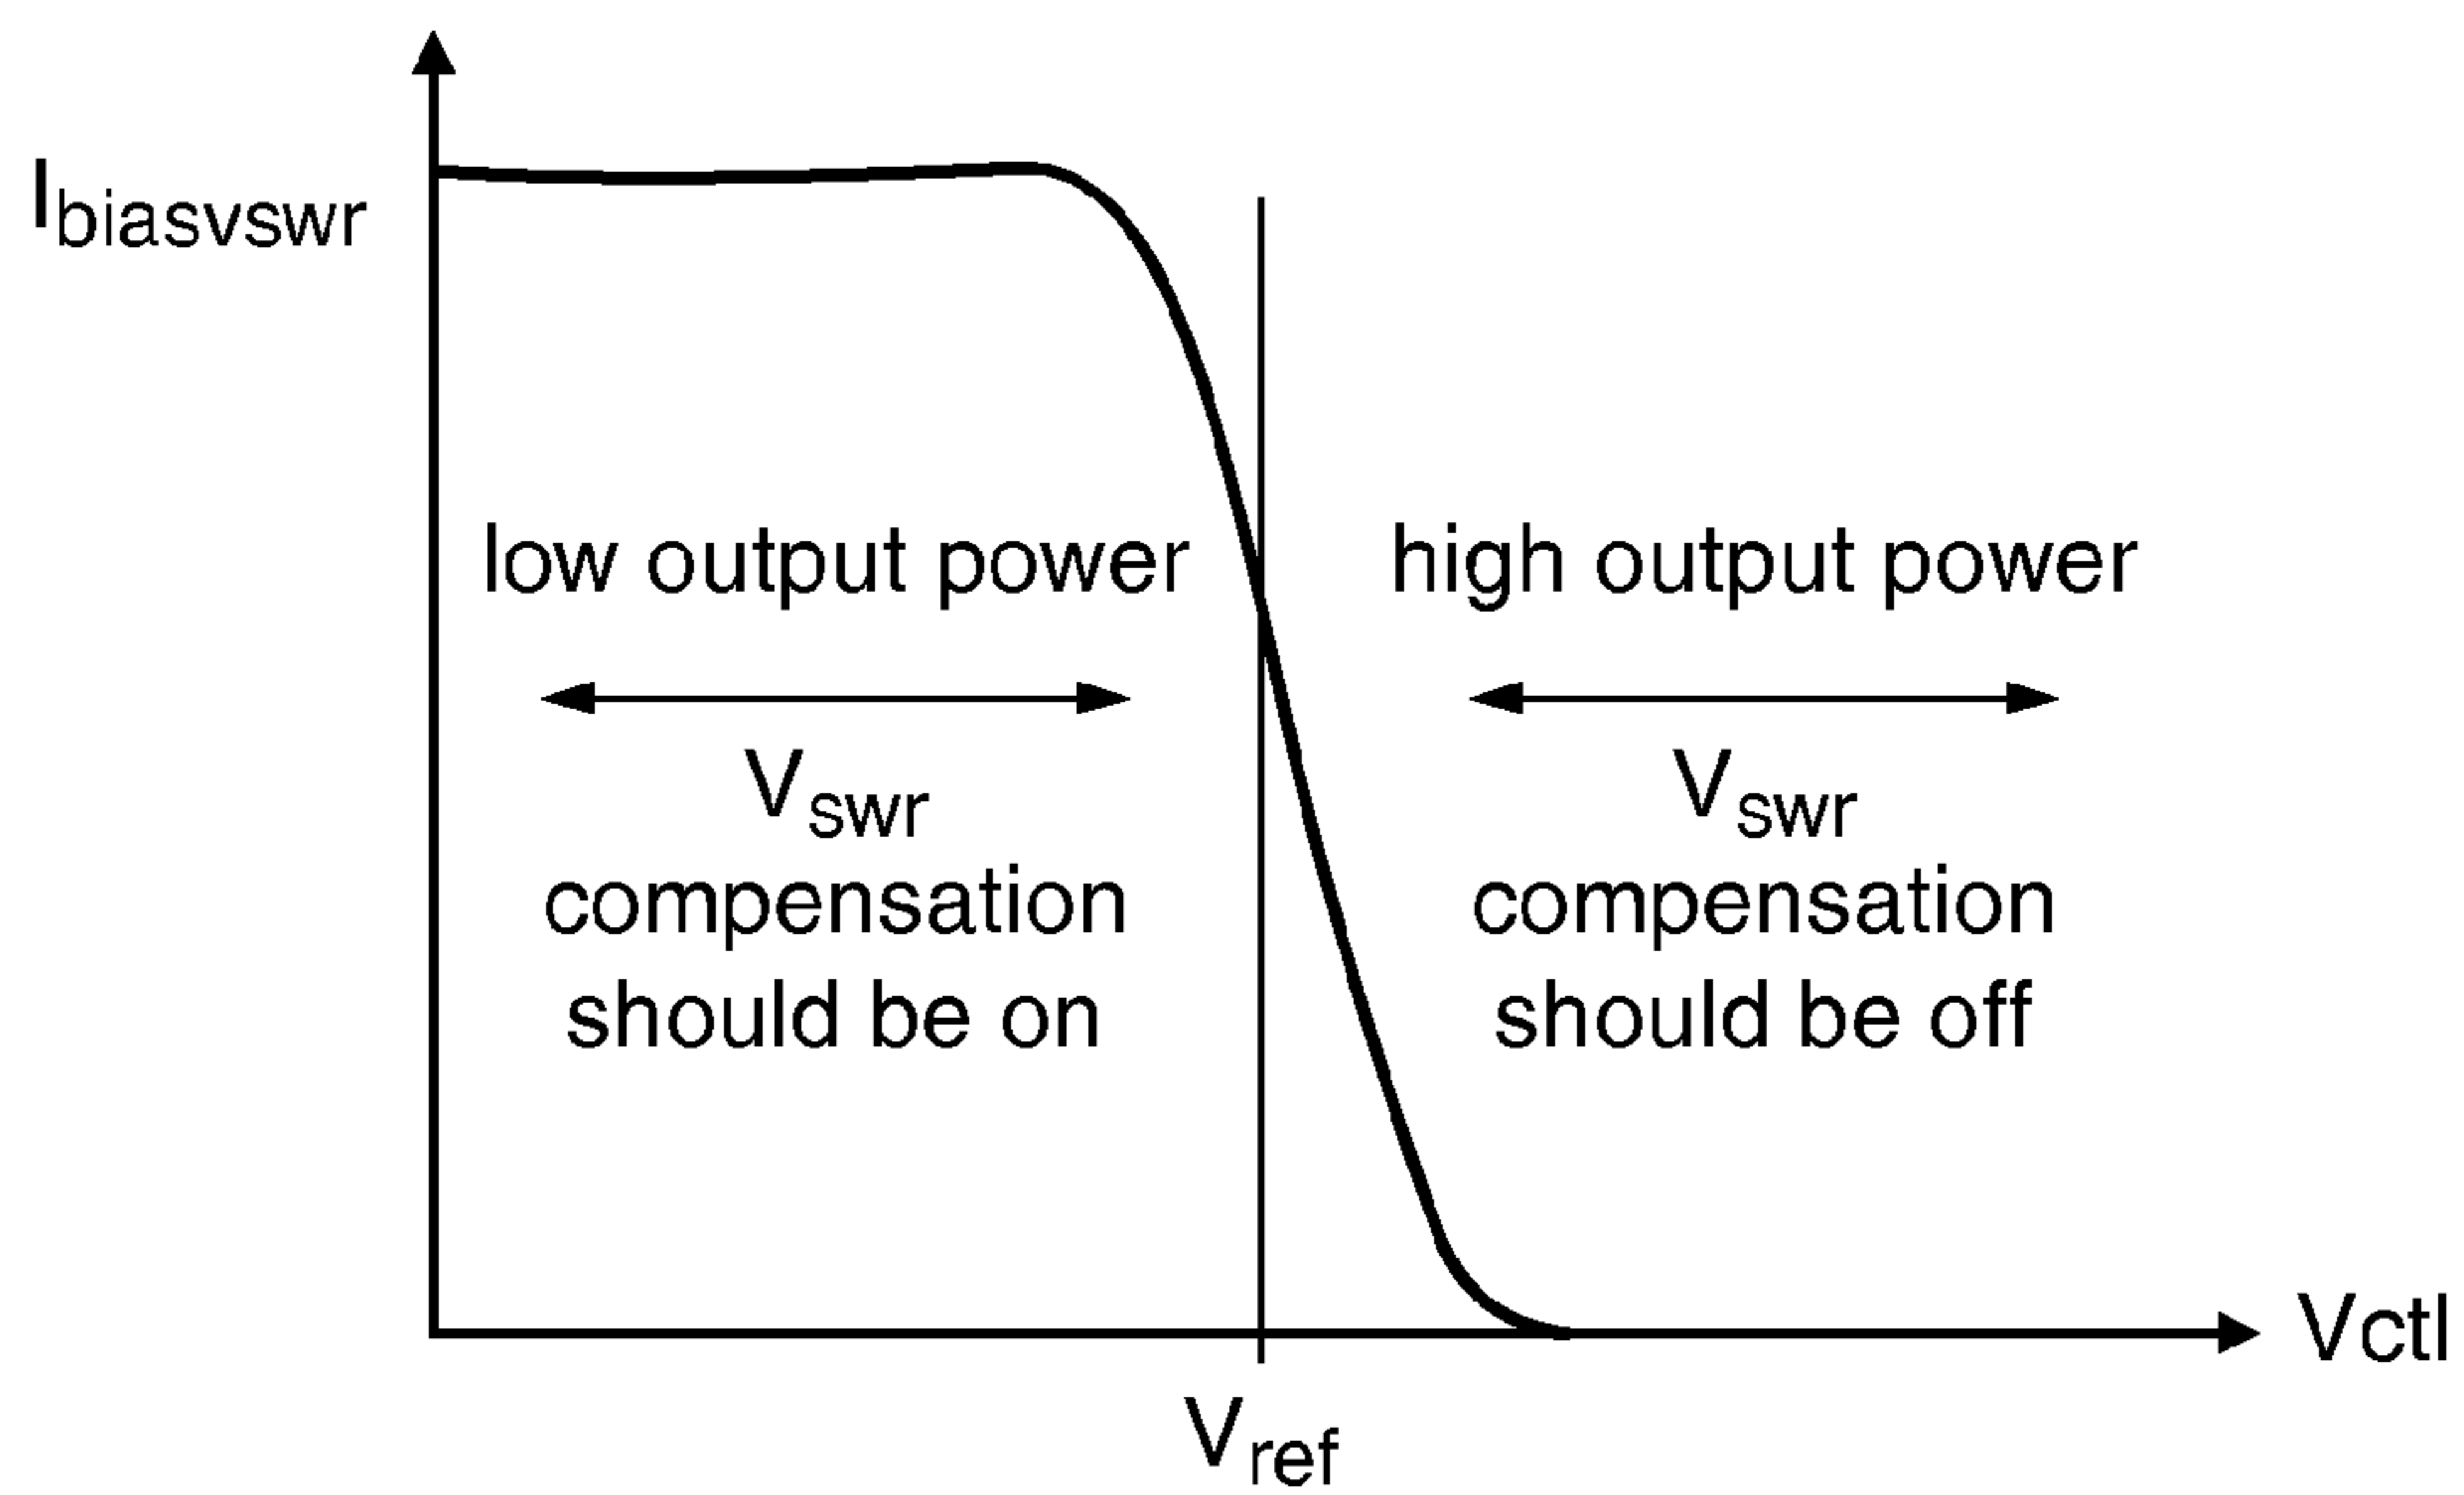 Ibiasvswr
low output power
high output power
Vswr
compensation
should be on
Vswr
compensation
should be off
Vctl
Vref